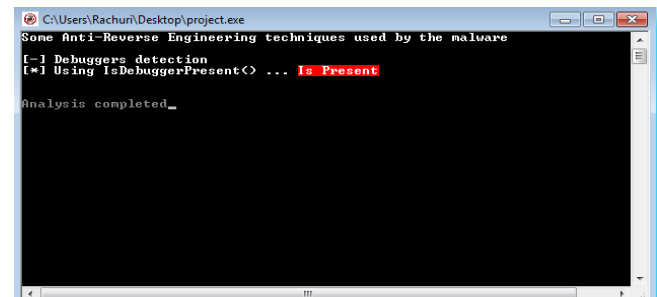 C:\Users\Rachuri\Desktop\project.exe
Some Anti-Reverse Engineering techniques used by the malware
[-] Debuggers detection
[*] Using IsDebuggerPresent() ... Is Present
Analysis completed_